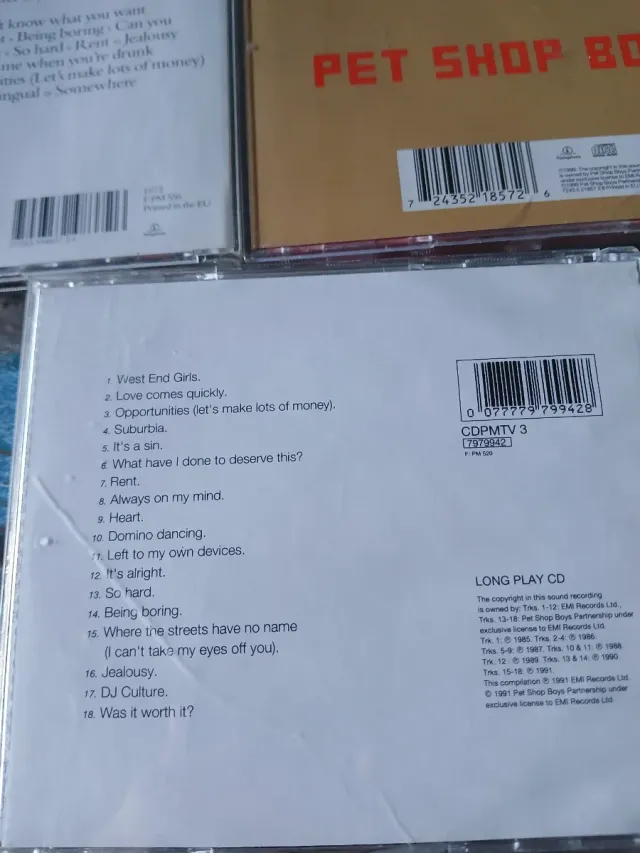 know what you want
Being boring · Can you
So hard · Rent · Jealousy
me when you're drunk
(Let's make lots of money)
Somewhere
Printed in the EU
PET SHOP BO
7 24352 18572 6
1. West End Girls.
2. Love comes quickly.
3. Opportunities (let's make lots of money).
4. Suburbia.
5. It's a sin.
6. What have I done to deserve this?
7. Rent.
8. Always on my mind.
9. Heart.
10. Domino dancing.
11. Left to my own devices.
12. It's alright.
13. So hard.
14. Being boring.
15. Where the streets have no name
(I can't take my eyes off you).
16. Jealousy.
17. DJ Culture.
18. Was it worth it?
0 077779 799428
CDPMTV 3
7979942
F: PM 520
LONG PLAY CD
The copyright in this sound recording
is owned by: Trks. 1-12: EMI Records Ltd.,
Trks. 13-18: Pet Shop Boys Partnership under
exclusive license to EMI Records Ltd.
Trk. 1: ℗ 1985. Trks. 2-4: ℗ 1986.
Trks. 5-9: ℗ 1987. Trks. 10 & 11: ℗ 1988.
Trk. 12: ℗ 1989. Trks. 13 & 14: ℗ 1990.
Trks. 15-18: ℗ 1991.
This compilation ℗ 1991 EMI Records Ltd.
© 1991 Pet Shop Boys Partnership under
exclusive license to EMI Records Ltd.